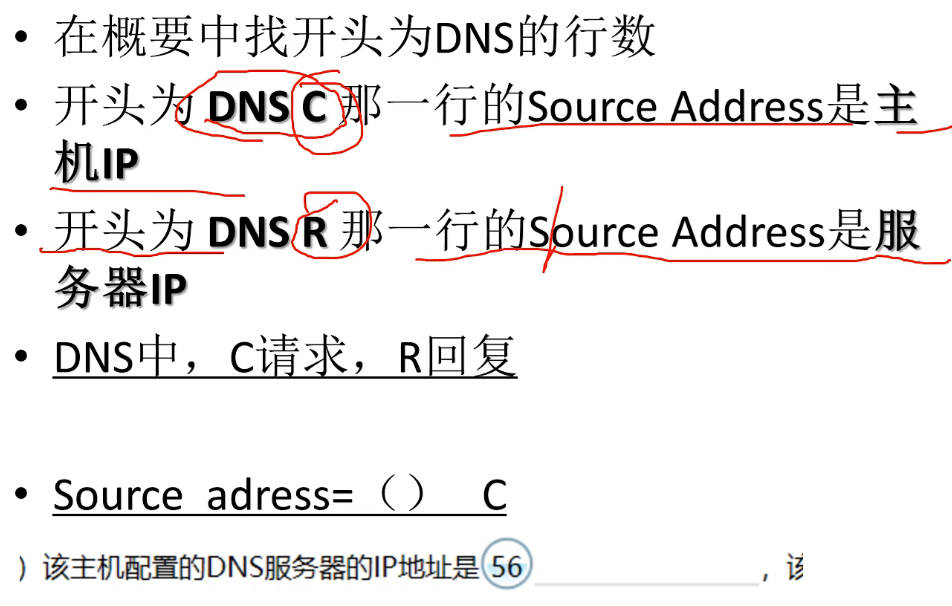 • 在概要中找开头为DNS的行数
• 开头为 DNS C 那一行的Source Address是主
机IP
• 开头为 DNS R 那一行的Source Address是服
务器IP
• DNS中，C请求，R回复
• Source adress=（） C
）该主机配置的DNS服务器的IP地址是 56 ，该